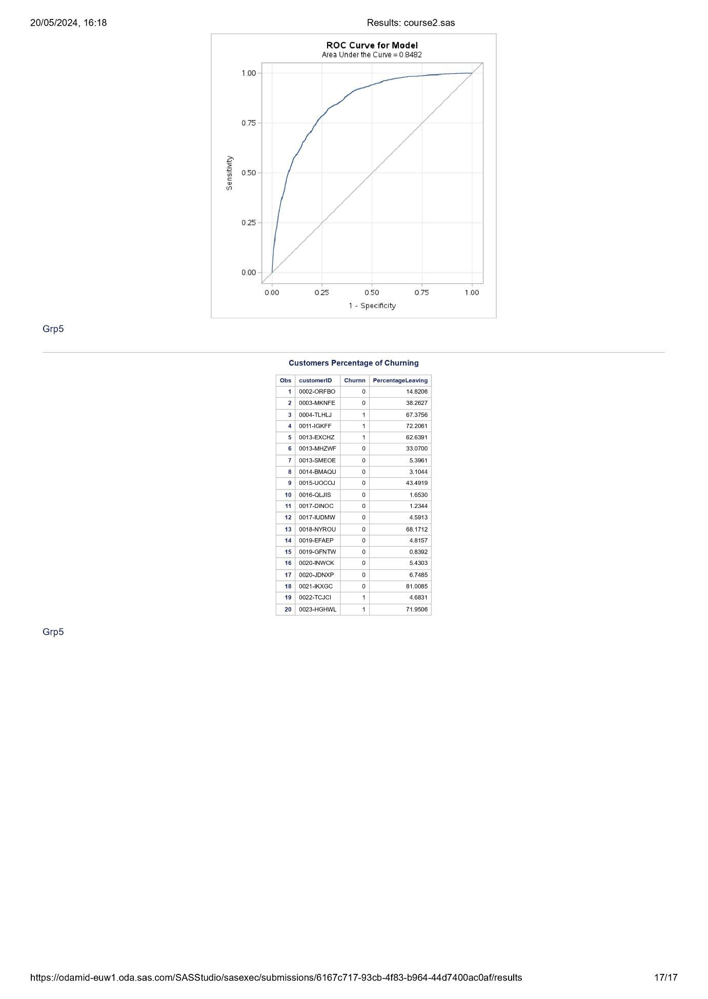 20/05/2024, 16:18 Results: course2.sas
ROC Curve for Model
Area Under the Curve = 0.8482
1.00
0.75
0.50
0.25
0.00
Sensitivity
0.00 0.25 0.50 0.75 1.00
1 - Specificity
Grp5
Customers Percentage of Churning
Obs customerID Churnn PercentageLeaving
1 0002-ORFBO 0 14.8206
2 0003-MKNFE 0 38.2627
3 0004-TLHLJ 1 67.3756
4 0011-IGKFF 1 72.2061
5 0013-EXCHZ 1 62.6391
6 0013-MHZWF 0 33.0700
7 0013-SMEOE 0 5.3961
8 0014-BMAQU 0 3.1044
9 0015-UOCOJ 0 43.4919
10 0016-QLJIS 0 1.6530
11 0017-DINOC 0 1.2344
12 0017-IUDMW 0 4.5913
13 0018-NYROU 0 68.1712
14 0019-EFAEP 0 4.8157
15 0019-GFNTW 0 0.8392
16 0020-INWCK 0 5.4303
17 0020-JDNXP 0 6.7485
18 0021-IKXGC 0 81.0085
19 0022-TCJCI 1 4.6831
20 0023-HGHWL 1 71.9506
Grp5
https://odamid-euw1.oda.sas.com/SASStudio/sasexec/submissions/6167c717-93cb-4f83-b964-44d7400ac0af/results 17/17